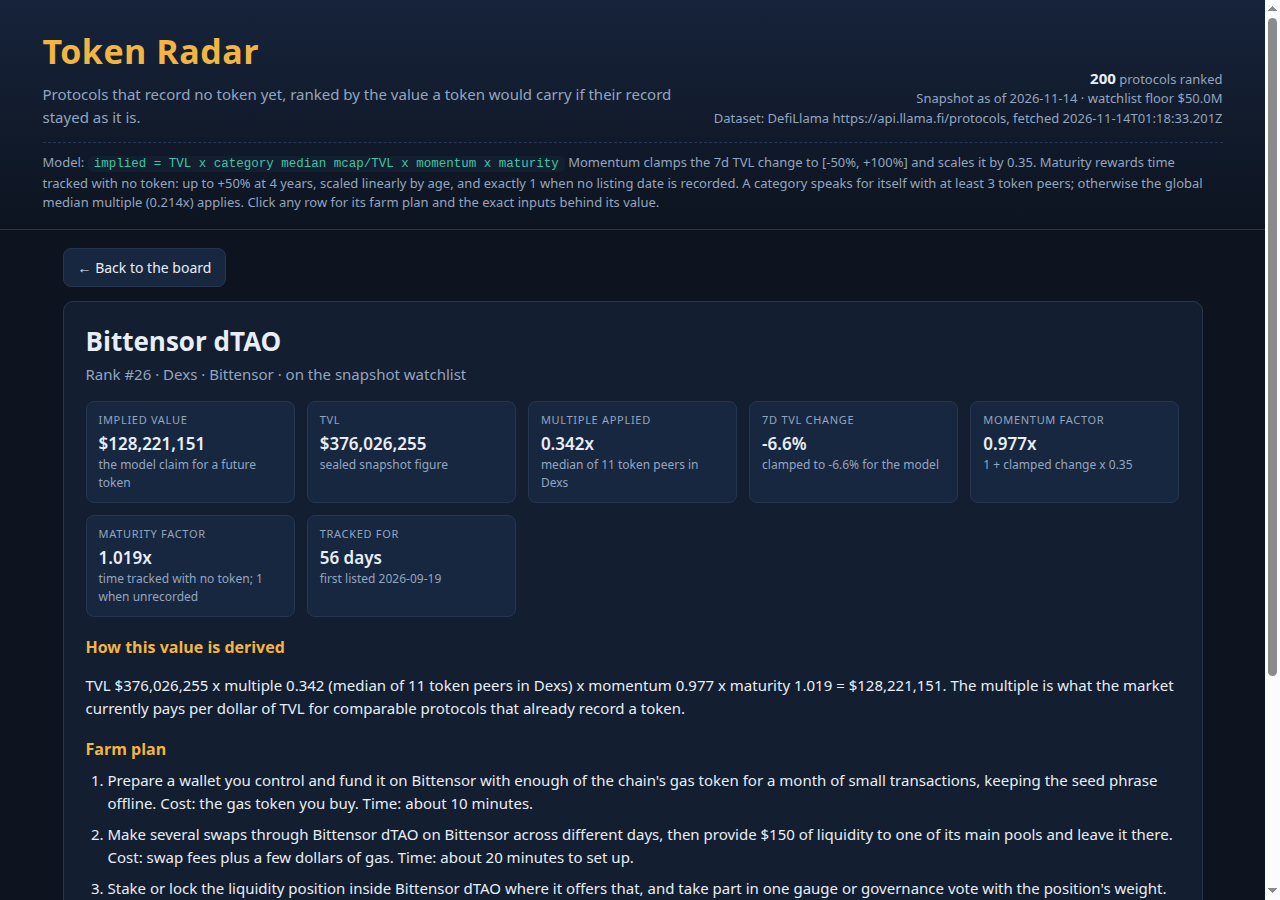 Token Radar
Protocols that record no token yet, ranked by the value a token would carry if their record
stayed as it is.
200 protocols ranked
Snapshot as of 2026-11-14 · watchlist floor $50.0M
Dataset: DefiLlama https://api.llama.fi/protocols, fetched 2026-11-14T01:18:33.201Z
Model: implied = TVL x category median mcap/TVL x momentum x maturity Momentum clamps the 7d TVL change to [-50%, +100%] and scales it by 0.35. Maturity rewards time
tracked with no token: up to +50% at 4 years, scaled linearly by age, and exactly 1 when no listing date is recorded. A category speaks for itself with at least 3 token peers; otherwise the global
median multiple (0.214x) applies. Click any row for its farm plan and the exact inputs behind its value.
← Back to the board
Bittensor dTAO
Rank #26 · Dexs · Bittensor · on the snapshot watchlist
IMPLIED VALUE
$128,221,151
the model claim for a future
token
TVL
$376,026,255
sealed snapshot figure
MULTIPLE APPLIED
0.342x
median of 11 token peers in
Dexs
7D TVL CHANGE
-6.6%
clamped to -6.6% for the model
MOMENTUM FACTOR
0.977x
1 + clamped change x 0.35
MATURITY FACTOR
1.019x
time tracked with no token; 1
when unrecorded
TRACKED FOR
56 days
first listed 2026-09-19
How this value is derived
TVL $376,026,255 x multiple 0.342 (median of 11 token peers in Dexs) x momentum 0.977 x maturity 1.019 = $128,221,151. The multiple is what the market
currently pays per dollar of TVL for comparable protocols that already record a token.
Farm plan
1. Prepare a wallet you control and fund it on Bittensor with enough of the chain's gas token for a month of small transactions, keeping the seed phrase
offline. Cost: the gas token you buy. Time: about 10 minutes.
2. Make several swaps through Bittensor dTAO on Bittensor across different days, then provide $150 of liquidity to one of its main pools and leave it there.
Cost: swap fees plus a few dollars of gas. Time: about 20 minutes to set up.
3. Stake or lock the liquidity position inside Bittensor dTAO where it offers that, and take part in one gauge or governance vote with the position's weight.